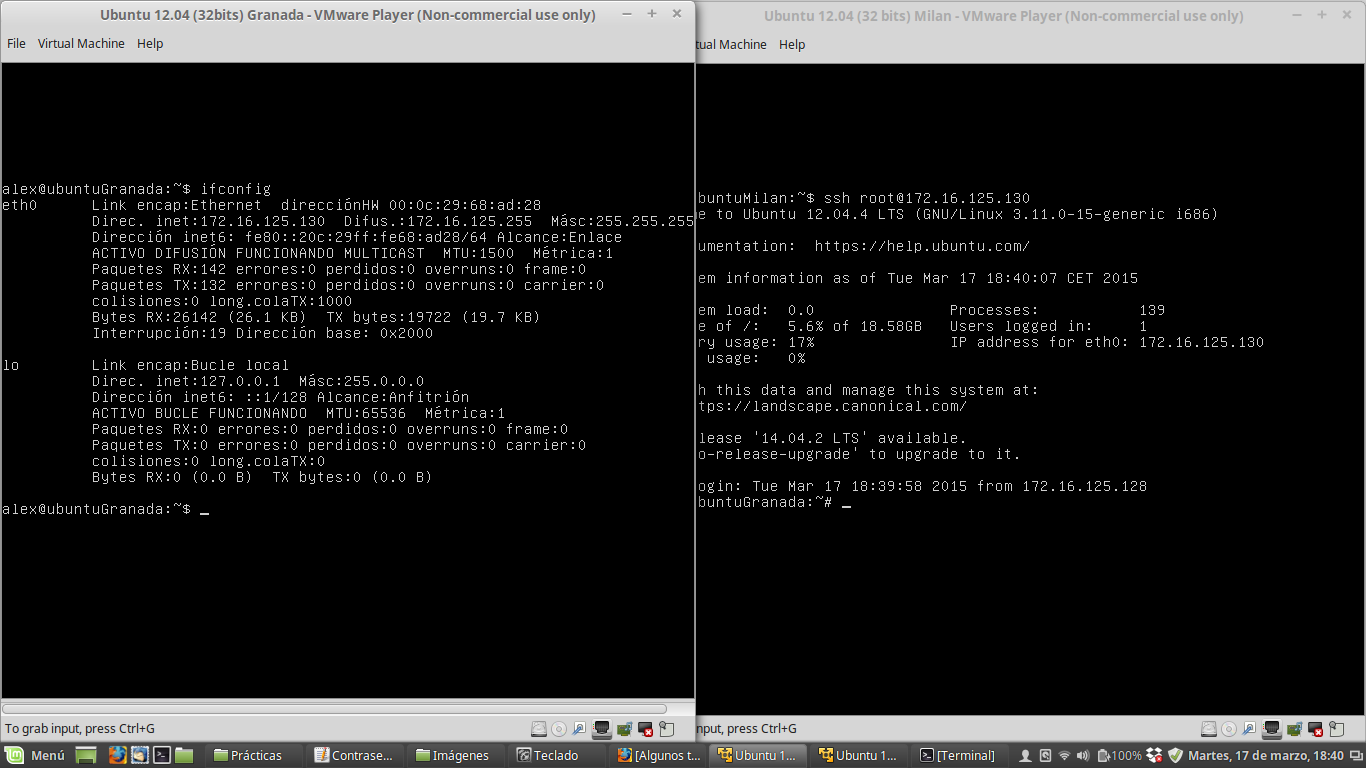 Ubuntu 12.04 (32bits) Granada - VMware Player (Non-commercial use only)
File Virtual Machine Help
alex@ubuntuGranada:~$ ifconfig
eth0 Link encap:Ethernet direcciónHW 00:0c:29:68:ad:28
Direc. inet:172.16.125.130 Difus.:172.16.125.255 Másc:255.255.255
Dirección inet6: fe80::20c:29ff:fe68:ad28/64 Alcance:Enlace
ACTIVO DIFUSIÓN FUNCIONANDO MULTICAST MTU:1500 Métrica:1
Paquetes RX:142 errores:0 perdidos:0 overruns:0 frame:0
Paquetes TX:132 errores:0 perdidos:0 overruns:0 carrier:0
colisiones:0 long.colaTX:1000
Bytes RX:26142 (26.1 KB) TX bytes:19722 (19.7 KB)
Interrupción:19 Dirección base: 0x2000
lo Link encap:Bucle local
Direc. inet:127.0.0.1 Másc:255.0.0.0
Dirección inet6: ::1/128 Alcance:Anfitrión
ACTIVO BUCLE FUNCIONANDO MTU:65536 Métrica:1
Paquetes RX:0 errores:0 perdidos:0 overruns:0 frame:0
Paquetes TX:0 errores:0 perdidos:0 overruns:0 carrier:0
colisiones:0 long.colaTX:0
Bytes RX:0 (0.0 B) TX bytes:0 (0.0 B)
alex@ubuntuGranada:~$ _
To grab input, press Ctrl+G
Ubuntu 12.04 (32 bits) Milan - VMware Player (Non-commercial use only)
tual Machine Help
buntuMilan:~$ ssh root@172.16.125.130
e to Ubuntu 12.04.4 LTS (GNU/Linux 3.11.0-15-generic i686)
umentation: https://help.ubuntu.com/
em information as of Tue Mar 17 18:40:07 CET 2015
em load: 0.0 Processes: 139
e of /: 5.6% of 18.58GB Users logged in: 1
ry usage: 17% IP address for eth0: 172.16.125.130
usage: 0%
h this data and manage this system at:
tps://landscape.canonical.com/
lease '14.04.2 LTS' available.
o-release-upgrade' to upgrade to it.
ogin: Tue Mar 17 18:39:58 2015 from 172.16.125.128
buntuGranada:~# _
nput, press Ctrl+G
Menú Prácticas Contrase... Imágenes Teclado [Algunos t... Ubuntu 1... Ubuntu 1... [Terminal] 100% Martes, 17 de marzo, 18:40